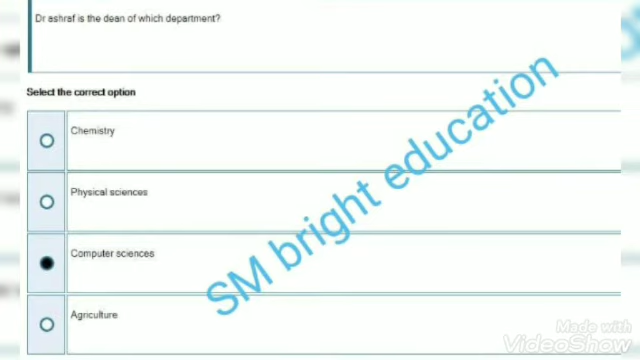 Dr ashraf is the dean of which department?
Select the correct option
Chemistry
Physical sciences
Computer sciences
Agriculture
SM bright education
Made with
VideoShow